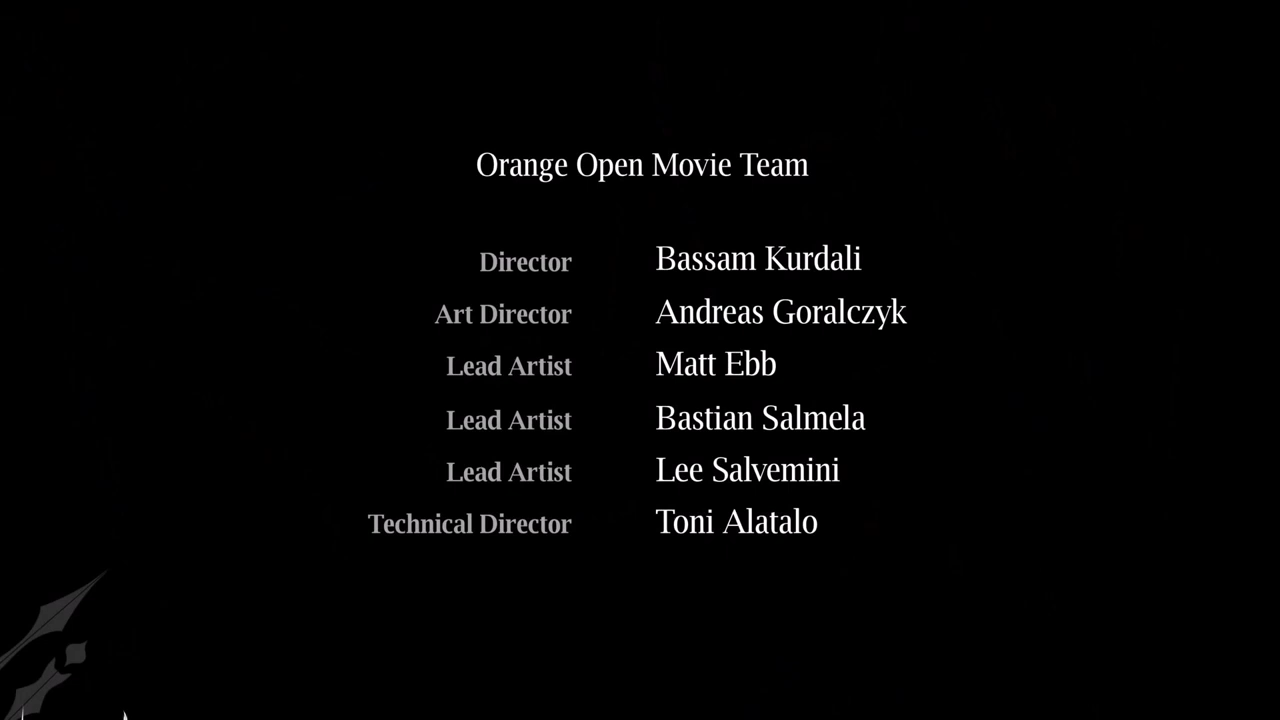 Orange Open Movie Team
Director Bassam Kurdali
Art Director Andreas Goralczyk
Lead Artist Matt Ebb
Lead Artist Bastian Salmela
Lead Artist Lee Salvemini
Technical Director Toni Alatalo